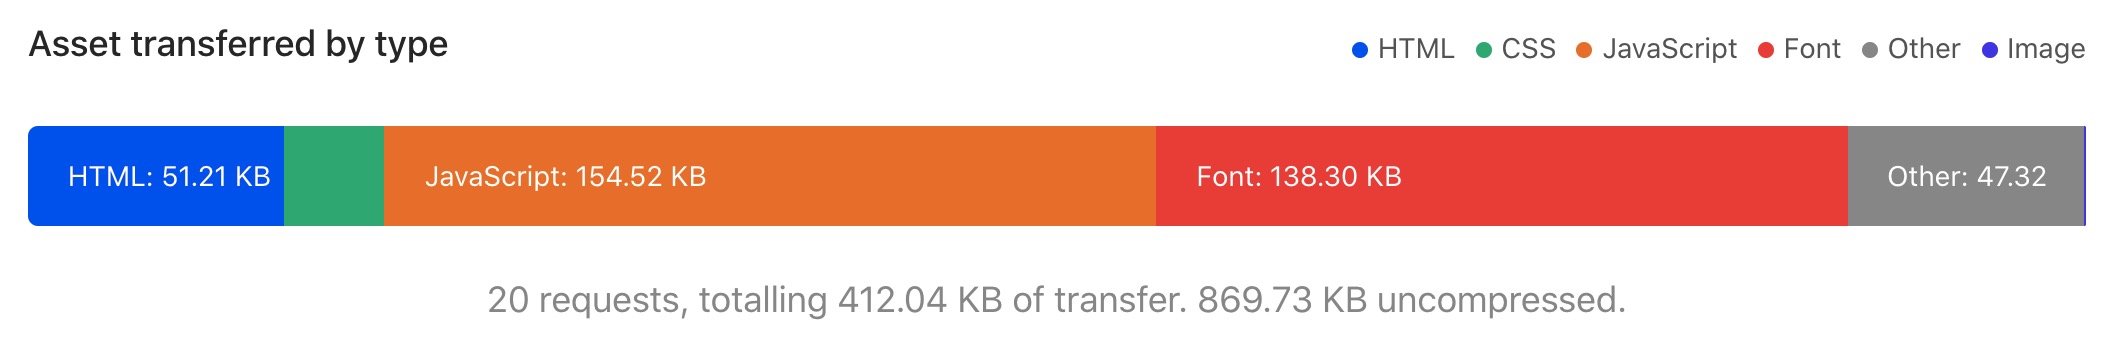 Asset transferred by type
HTML CSS JavaScript Font Other Image
HTML: 51.21 KB JavaScript: 154.52 KB Font: 138.30 KB Other: 47.32
20 requests, totalling 412.04 KB of transfer. 869.73 KB uncompressed.